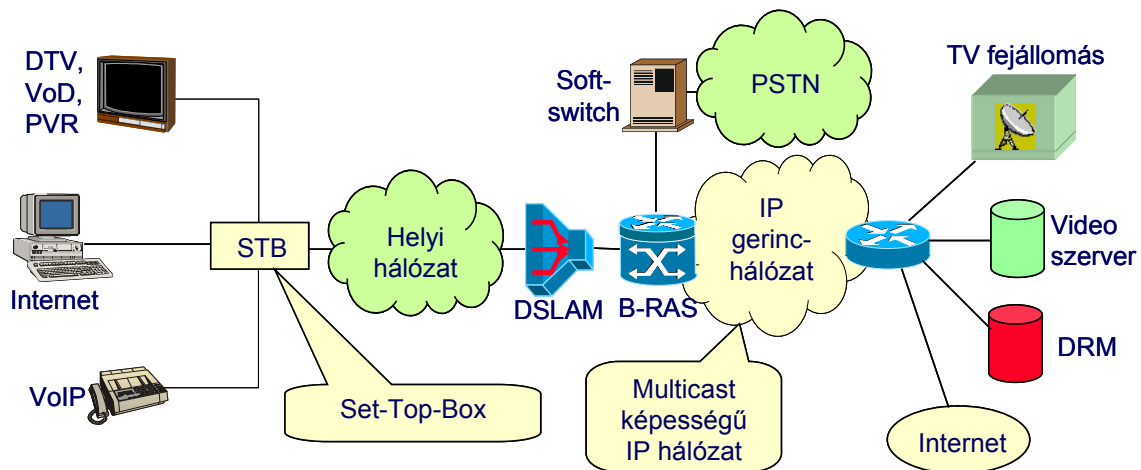 DTV,
VoD,
PVR
Internet
VoIP
STB
Set-Top-Box
Helyi
hálózat
DSLAM
B-RAS
Soft-
switch
PSTN
IP
gerinc-
hálózat
Multicast
képességű
IP hálózat
TV fejállomás
Video
szerver
DRM
Internet